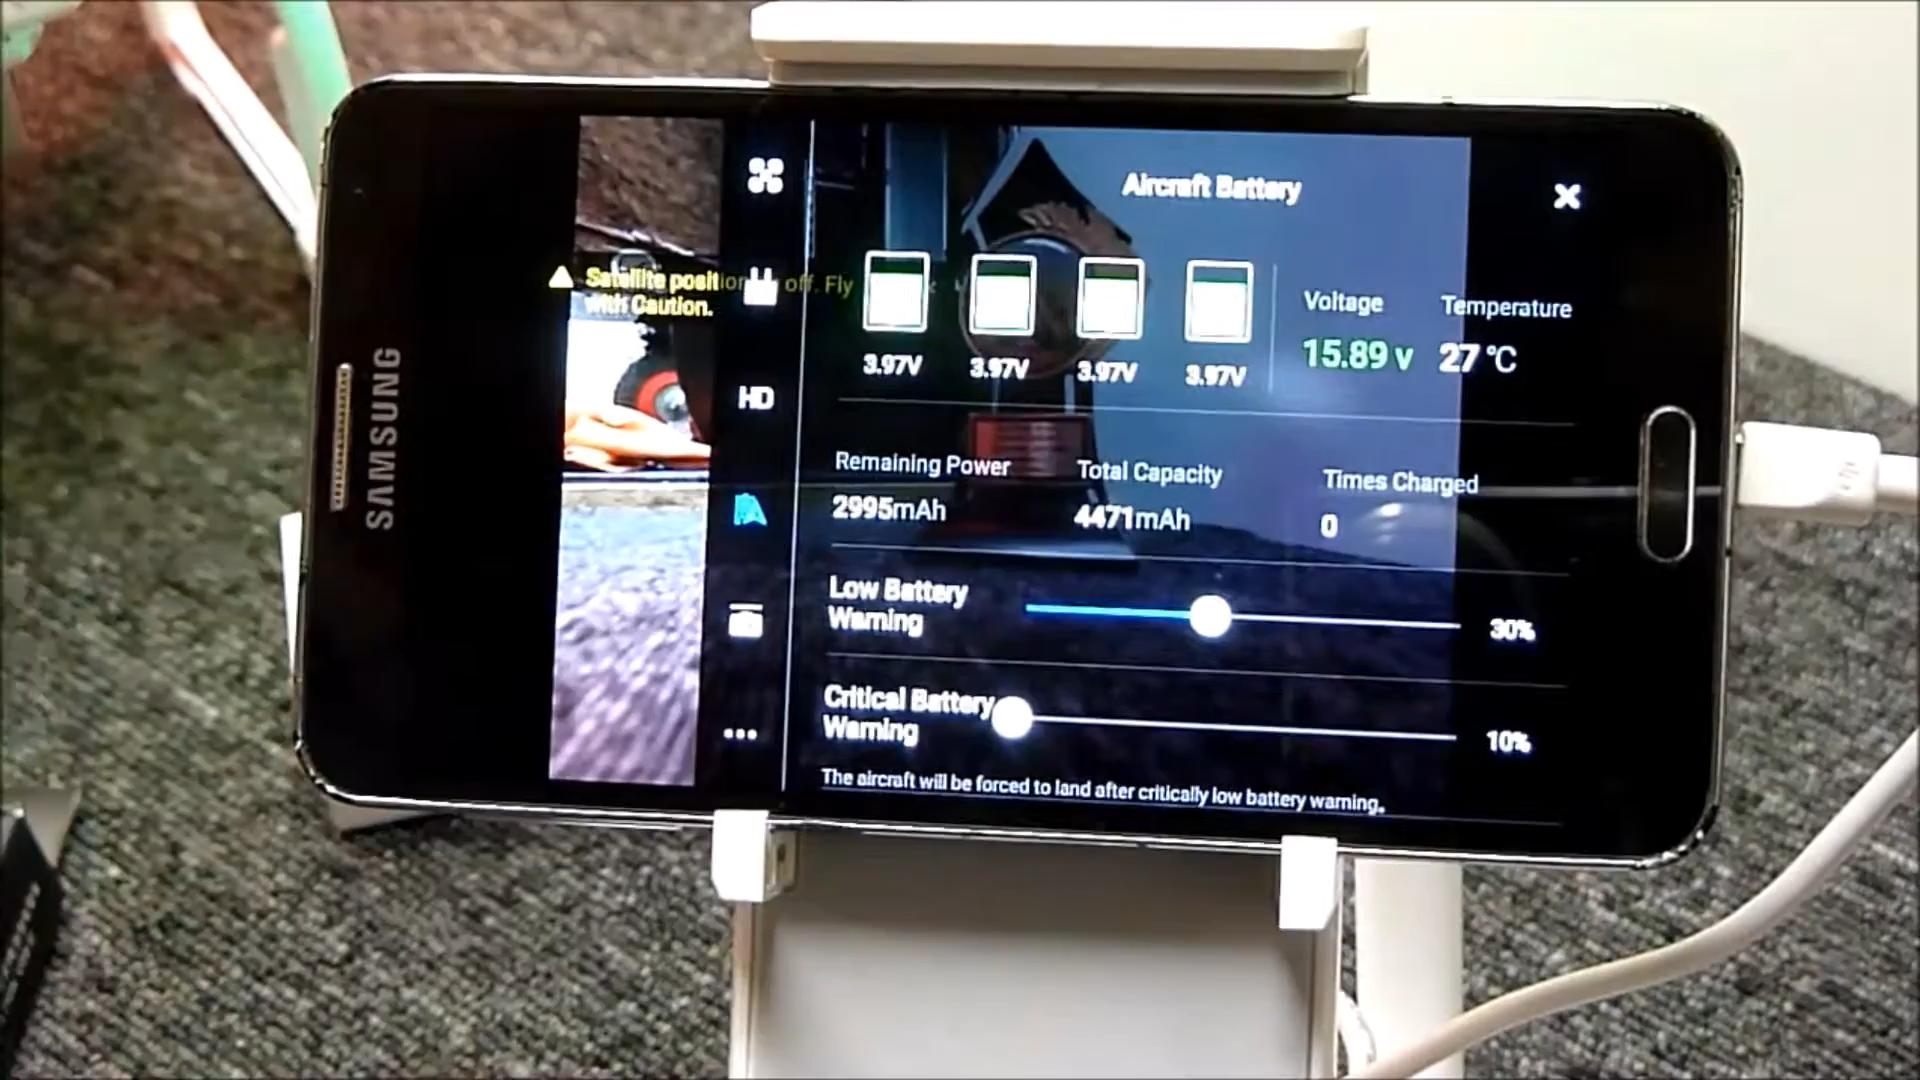 SAMSUNG
Aircraft Battery
Satellite position off. Fly
with Caution.
3.97V 3.97V 3.97V 3.97V
Voltage Temperature
15.89 V 27 °C
HD
Remaining Power Total Capacity Times Charged
2995mAh 4471mAh 0
Low Battery
Warning
30%
Critical Battery
Warning
10%
The aircraft will be forced to land after critically low battery warning.